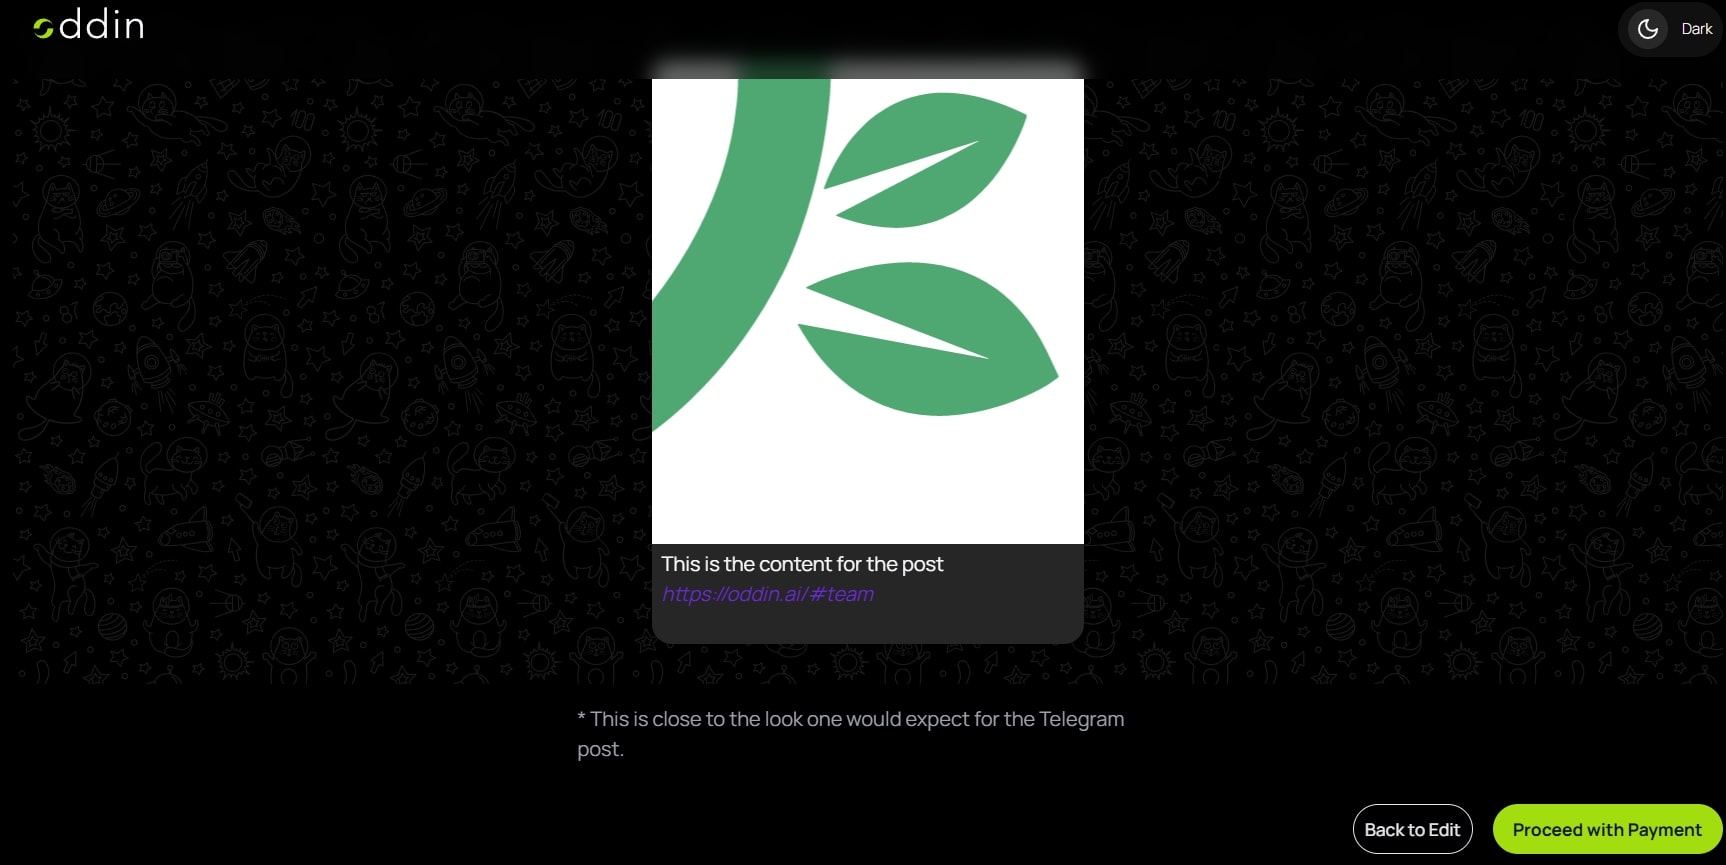 oddin
Dark
This is the content for the post
https://oddin.ai/#team
* This is close to the look one would expect for the Telegram
post.
Back to Edit
Proceed with Payment